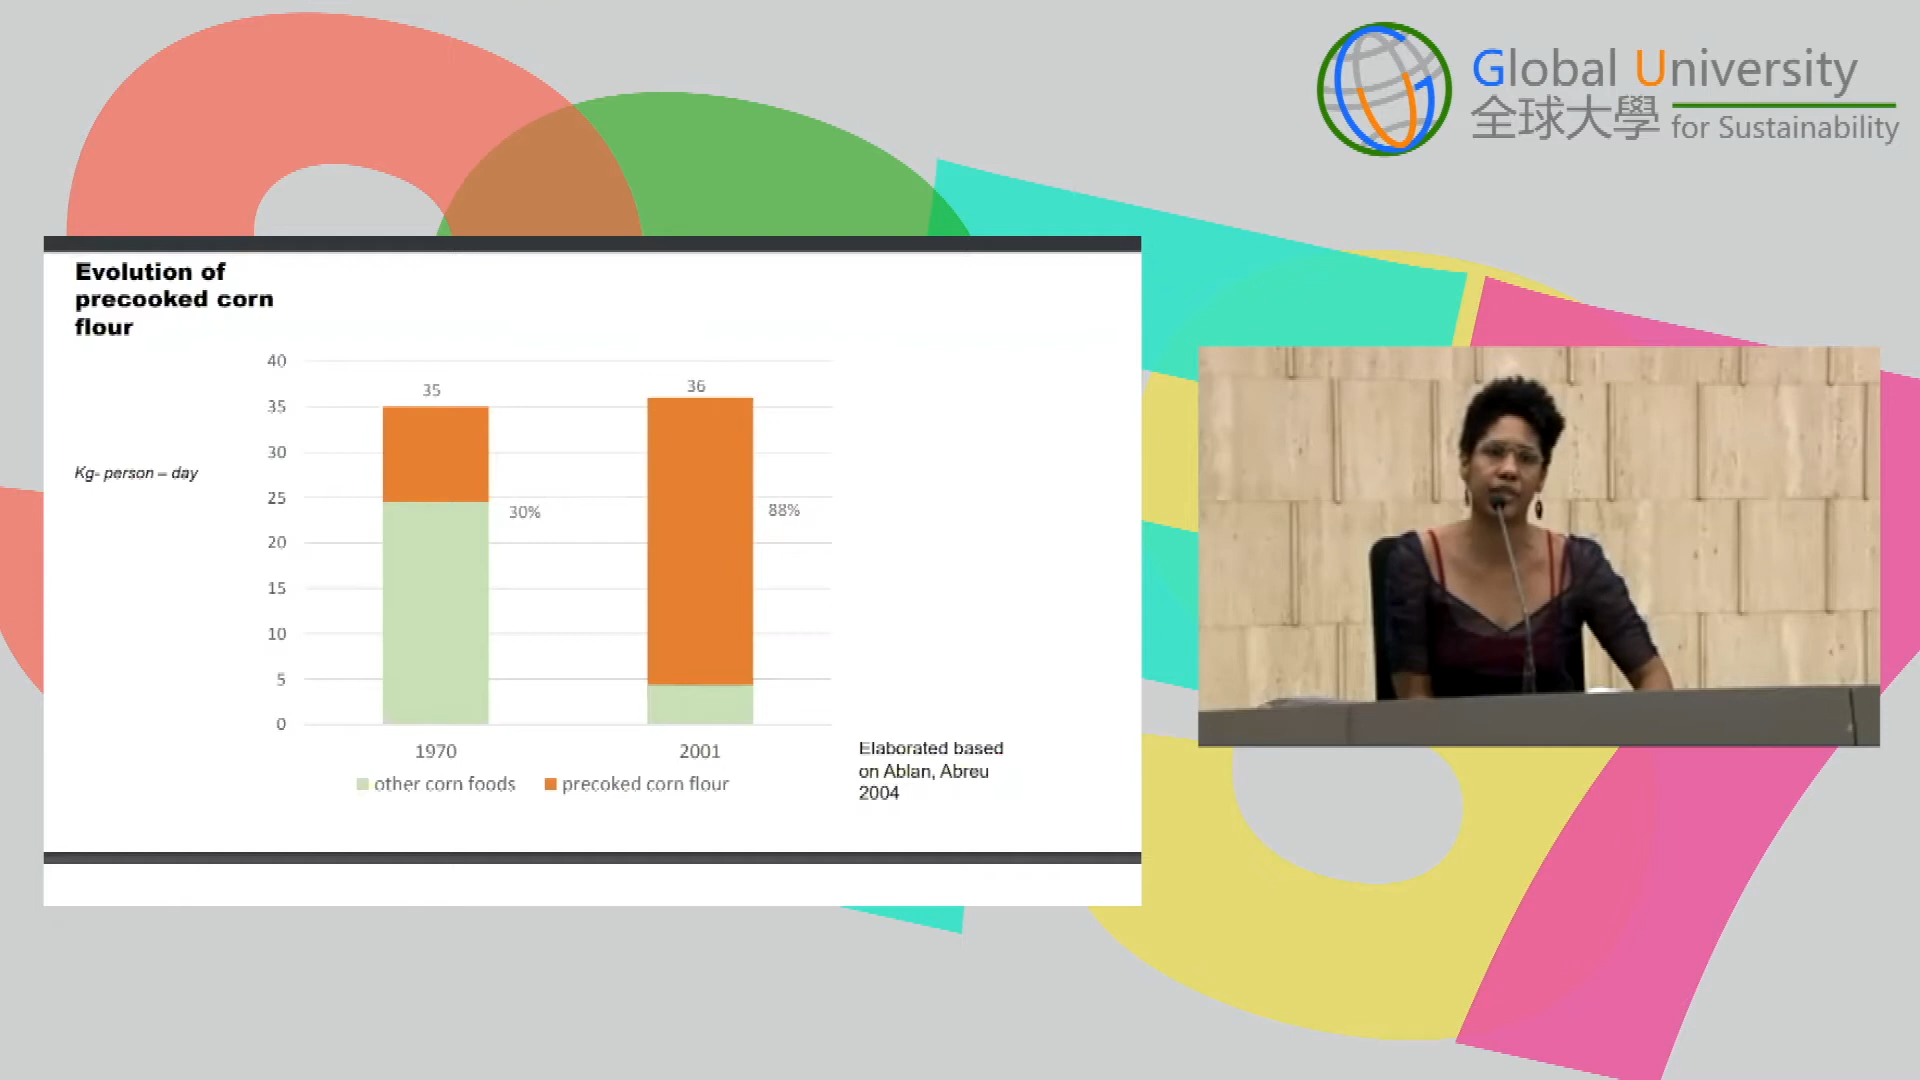 Global University
全球大學 for Sustainability
Evolution of
precooked corn
flour
Kg- person – day
40
35
30
25
20
15
10
5
0
35
36
30%
88%
1970
2001
other corn foods
precoked corn flour
Elaborated based
on Ablan, Abreu
2004